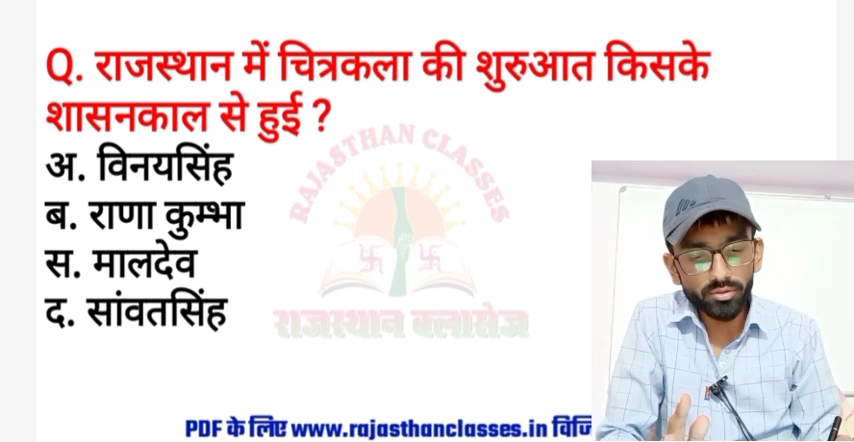 Q. राजस्थान में चित्रकला की शुरुआत किसके
शासनकाल से हुई ?
अ. विनयसिंह
ब. राणा कुम्भा
स. मालदेव
द. सांवतसिंह
RAJASTHAN CLASSES
राजस्थान क्लासेज
PDF के लिए www.rajasthanclasses.in